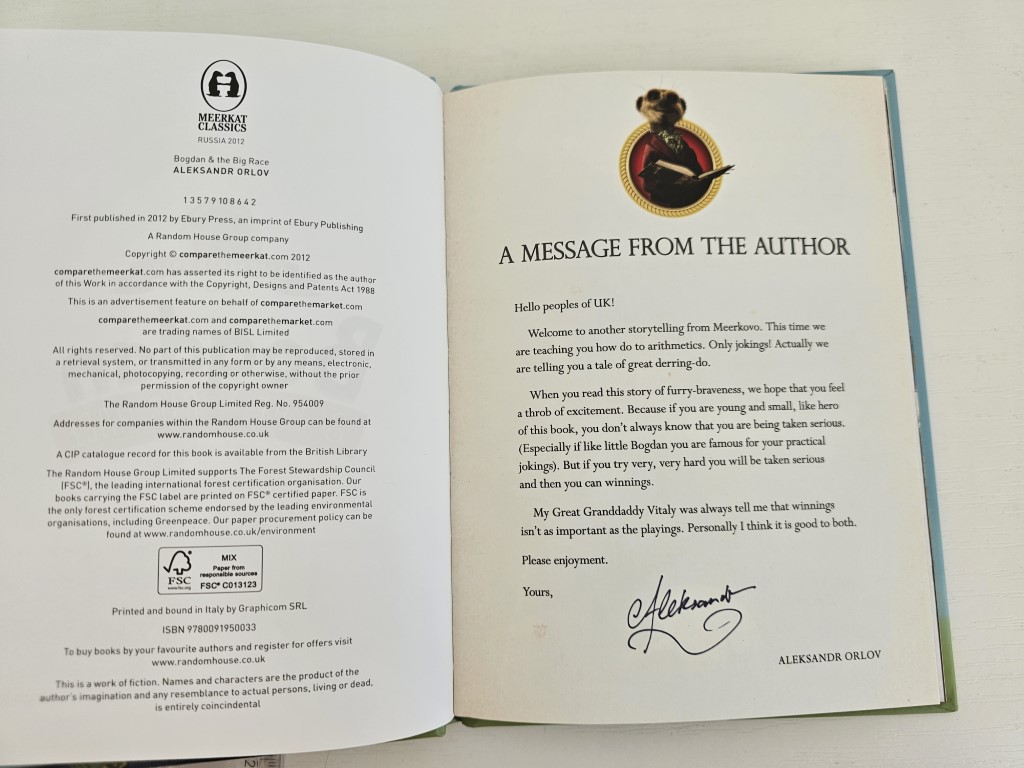 MEERKAT
CLASSICS
RUSSIA 2012
Bogdan & the Big Race
ALEKSANDR ORLOV
1 3 5 7 9 10 8 6 4 2
First published in 2012 by Ebury Press, an imprint of Ebury Publishing
A Random House Group company
Copyright © comparethemeerkat.com 2012
comparethemeerkat.com has asserted its right to be identified as the author
of this Work in accordance with the Copyright, Designs and Patents Act 1988
This is an advertisement feature on behalf of comparethemarket.com
comparethemeerkat.com and comparethemarket.com
are trading names of BISL Limited
All rights reserved. No part of this publication may be reproduced, stored in
a retrieval system, or transmitted in any form or by any means, electronic,
mechanical, photocopying, recording or otherwise, without the prior
permission of the copyright owner
The Random House Group Limited Reg. No. 954009
Addresses for companies within the Random House Group can be found at
www.randomhouse.co.uk
A CIP catalogue record for this book is available from the British Library
The Random House Group Limited supports The Forest Stewardship Council
(FSC®), the leading international forest certification organisation. Our
books carrying the FSC label are printed on FSC® certified paper. FSC is
the only forest certification scheme endorsed by the leading environmental
organisations, including Greenpeace. Our paper procurement policy can be
found at www.randomhouse.co.uk/environment
FSC
www.fsc.org
MIX
Paper from
responsible sources
FSC® C013123
Printed and bound in Italy by Graphicom SRL
ISBN 9780091950033
To buy books by your favourite authors and register for offers visit
www.randomhouse.co.uk
This is a work of fiction. Names and characters are the product of the
author's imagination and any resemblance to actual persons, living or dead,
is entirely coincidental
A MESSAGE FROM THE AUTHOR
Hello peoples of UK!
Welcome to another storytelling from Meerkovo. This time we
are teaching you how do to arithmetics. Only jokings! Actually we
are telling you a tale of great derring-do.
When you read this story of furry-braveness, we hope that you feel
a throb of excitement. Because if you are young and small, like hero
of this book, you don't always know that you are being taken serious.
(Especially if like little Bogdan you are famous for your practical
jokings). But if you try very, very hard you will be taken serious
and then you can winnings.
My Great Granddaddy Vitaly was always tell me that winnings
isn't as important as the playings. Personally I think it is good to both.
Please enjoyment.
Yours,
Aleksandr
ALEKSANDR ORLOV